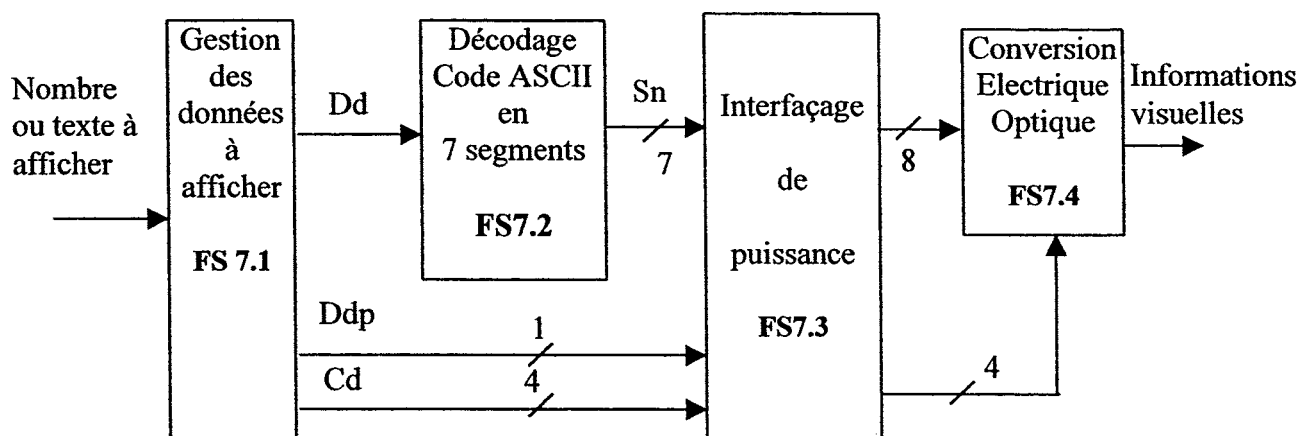 Nombre
ou texte à
afficher
Gestion
des
données
à
afficher
FS 7.1
Dd
Décodage
Code ASCII
en
7 segments
FS7.2
Sn
7
Ddp
1
Cd
4
Interfaçage
de
puissance
FS7.3
8
4
Conversion
Electrique
Optique
FS7.4
Informations
visuelles